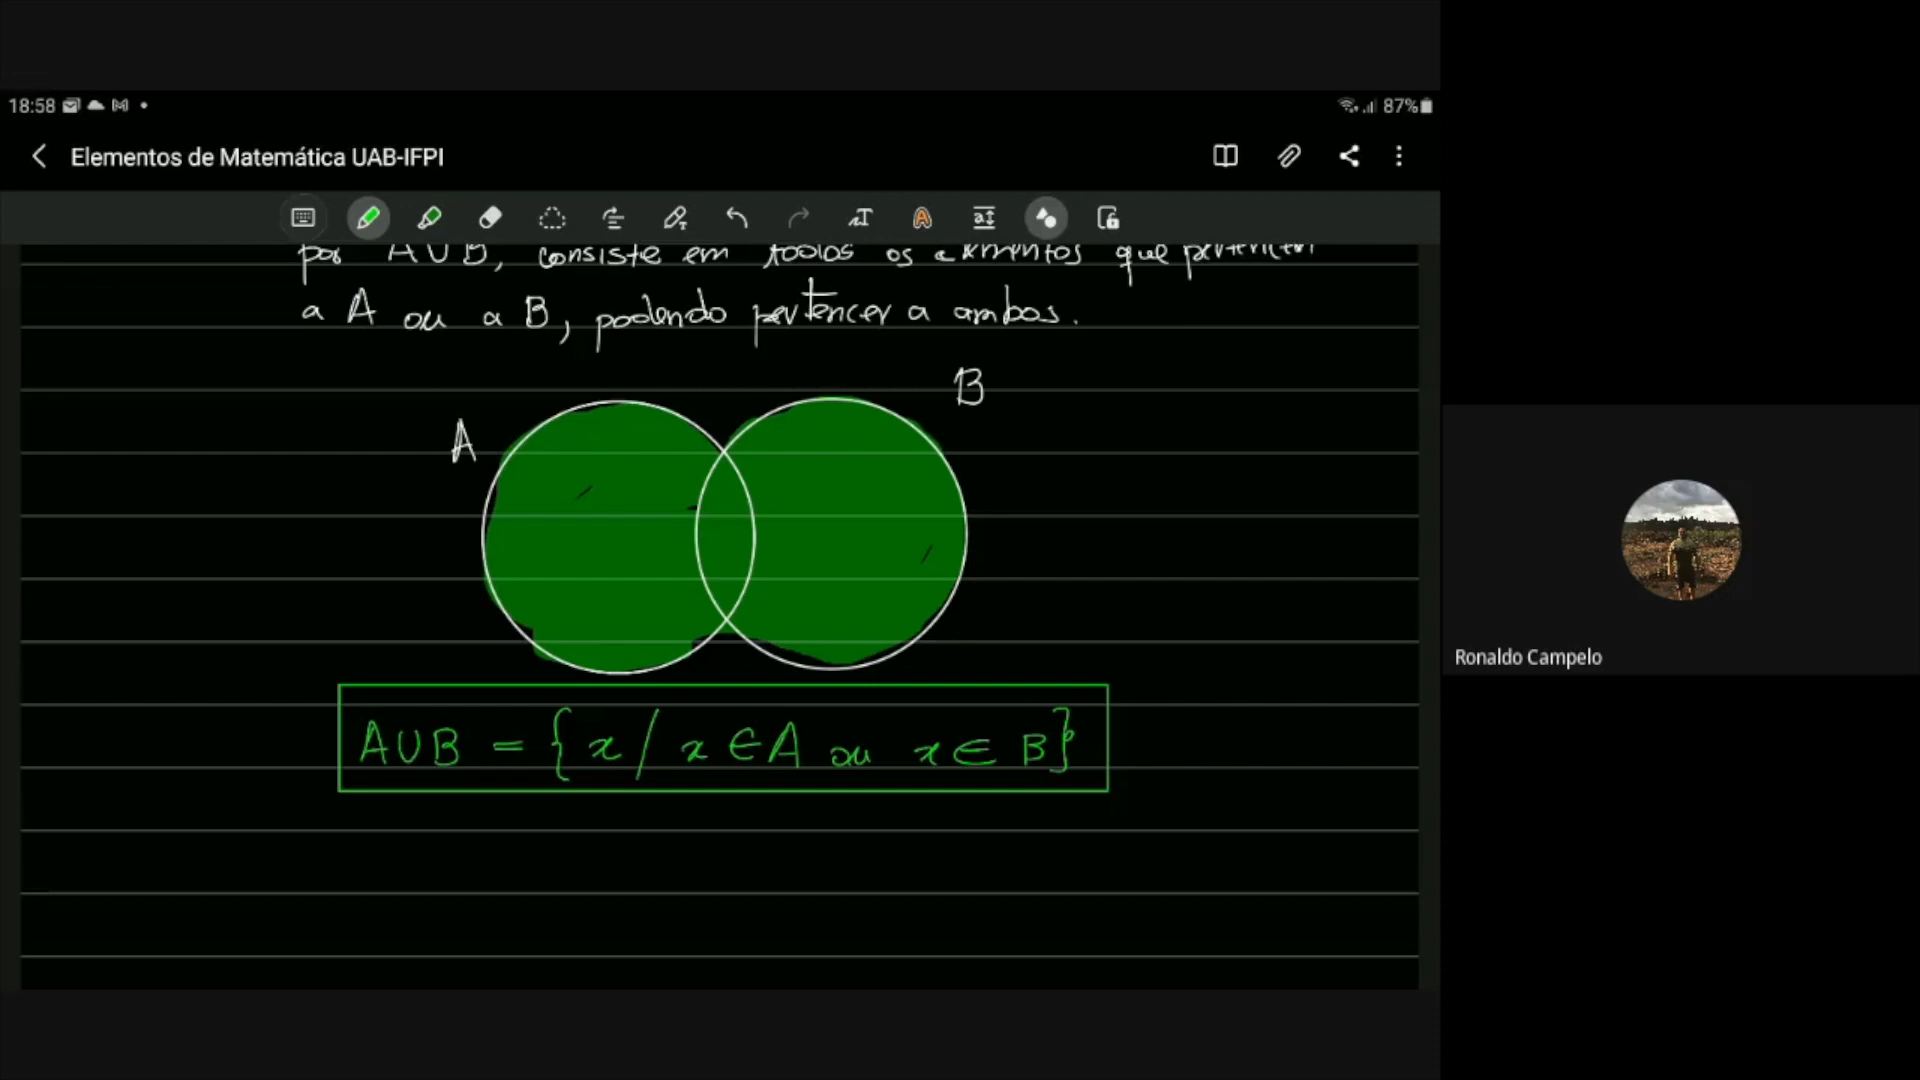 18:58
87%
Elementos de Matemática UAB-IFPI
por A∪B, consiste em todos os elementos que pertencem
a A ou a B, podendo pertencer a ambos.
A
B
A∪B = {x / x ∈ A ou x ∈ B}
Ronaldo Campelo